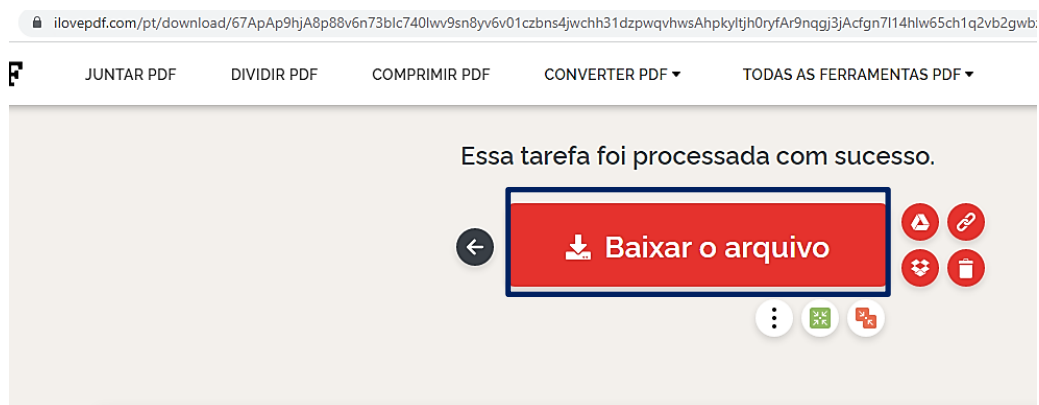 ilovepdf.com/pt/download/67ApAp9hjA8p88v6n73blc740lwv9sn8yv6v01czbns4jwchh31dzpwqvhwsAhpkyltjh0ryfAr9nqgj3jAcfgn7l14hlw65ch1q2vb2gwb
F JUNTAR PDF DIVIDIR PDF COMPRIMIR PDF CONVERTER PDF TODAS AS FERRAMENTAS PDF
Essa tarefa foi processada com sucesso.
Baixar o arquivo